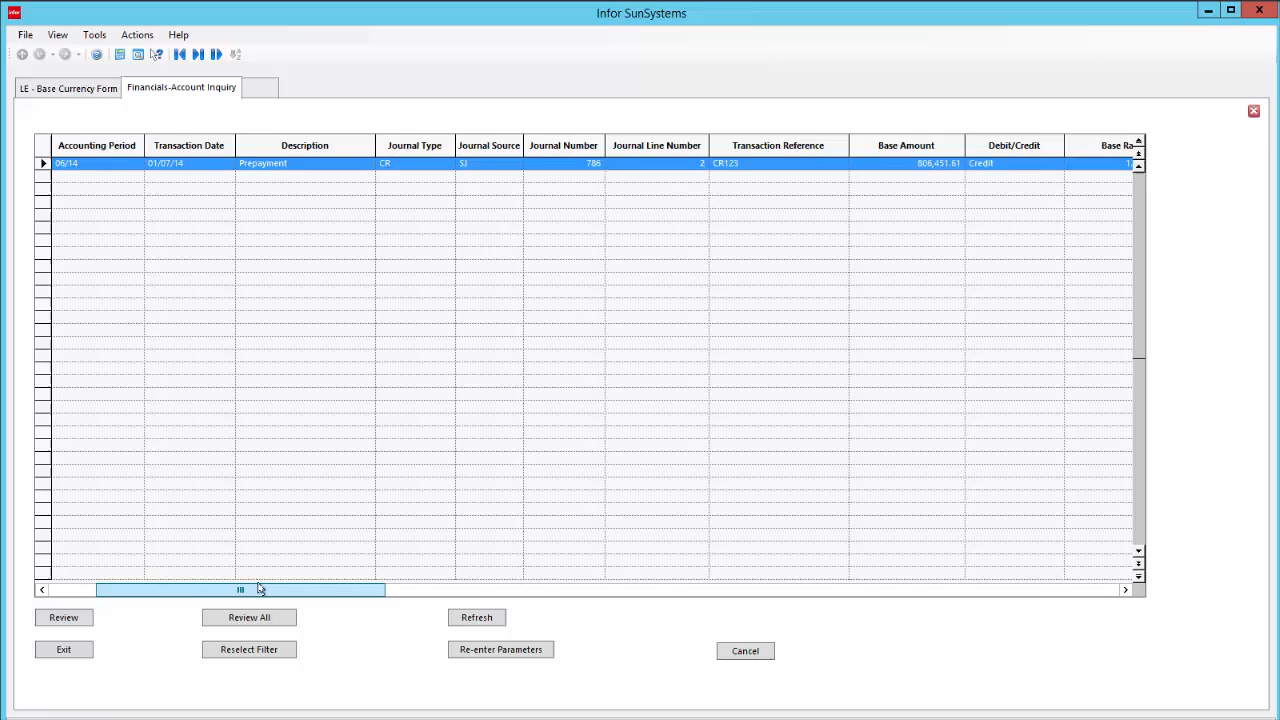 infor
Infor SunSystems
File View Tools Actions Help
LE - Base Currency Form Financials-Account Inquiry
Accounting Period Transaction Date Description Journal Type Journal Source Journal Number Journal Line Number Transaction Reference Base Amount Debit/Credit Base Ra
06/14 01/07/14 Prepayment CR SJ 786 2 CR123 806,451.61 Credit 1.
Review Review All Refresh
Exit Reselect Filter Re-enter Parameters Cancel